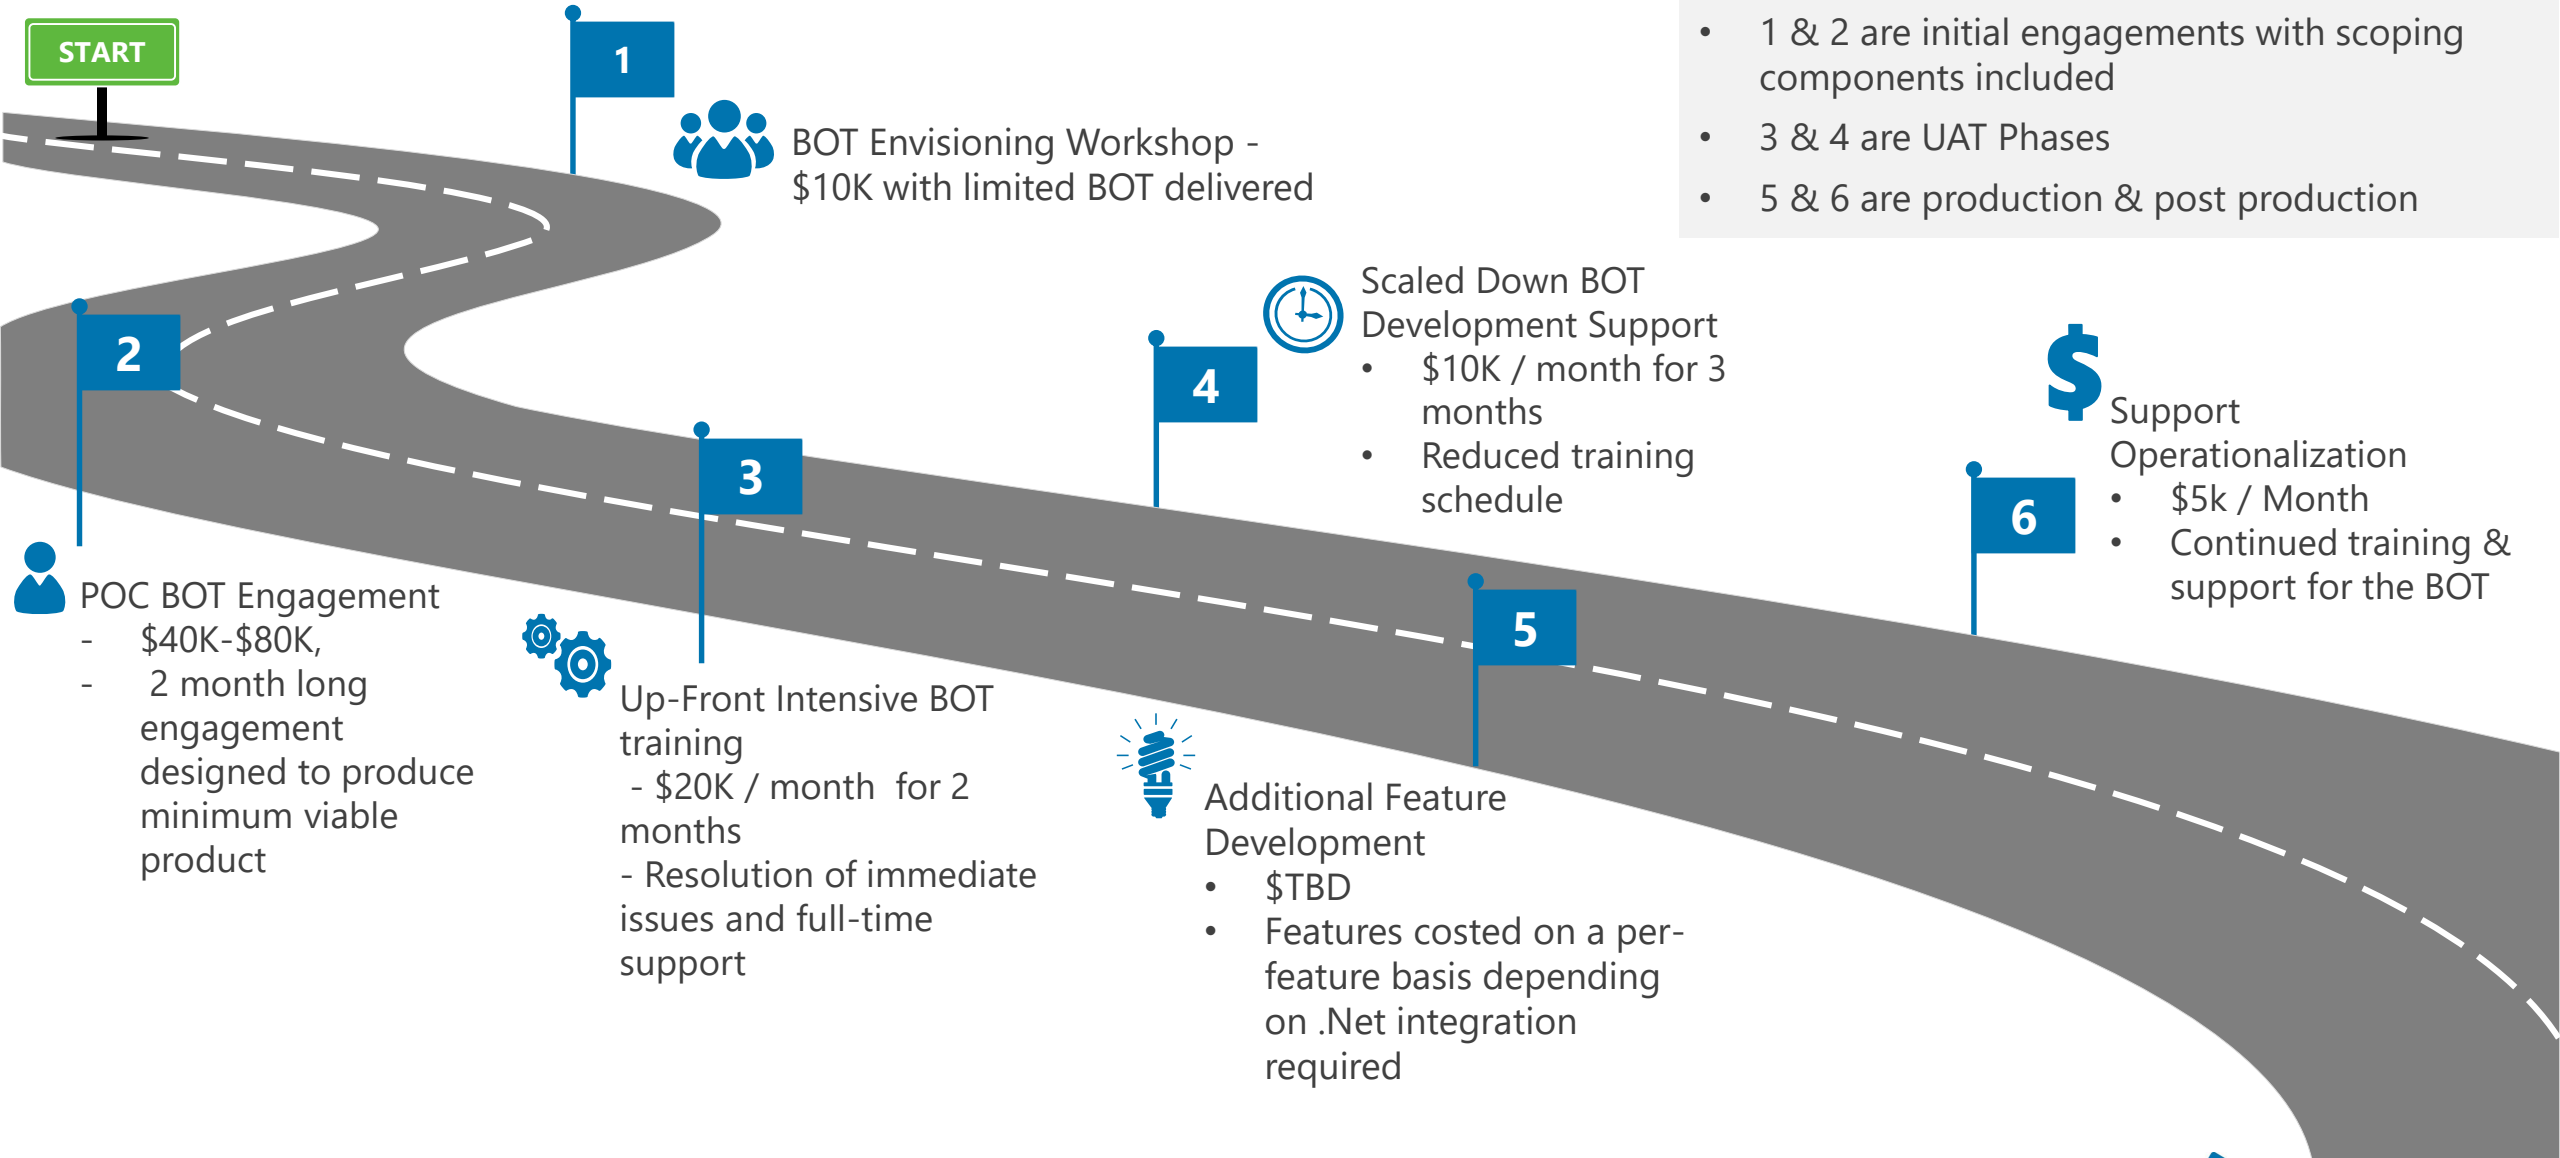 START
1
BOT Envisioning Workshop -
$10K with limited BOT delivered
• 1 & 2 are initial engagements with scoping
components included
• 3 & 4 are UAT Phases
• 5 & 6 are production & post production
2
POC BOT Engagement
- $40K-$80K,
- 2 month long
engagement
designed to produce
minimum viable
product
3
Up-Front Intensive BOT
training
- $20K / month for 2
months
- Resolution of immediate
issues and full-time
support
4
Scaled Down BOT
Development Support
• $10K / month for 3
months
• Reduced training
schedule
5
Additional Feature
Development
• $TBD
• Features costed on a per-
feature basis depending
on .Net integration
required
6
$
Support
Operationalization
• $5k / Month
• Continued training &
support for the BOT